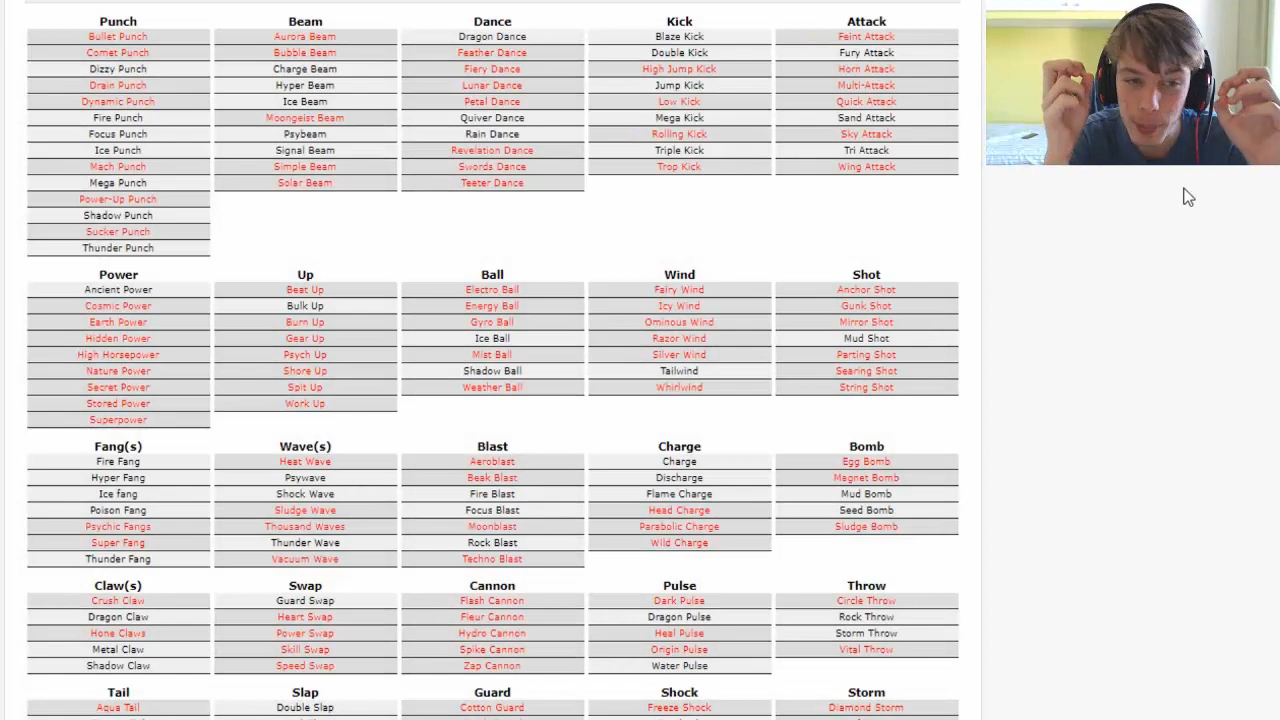 Punch Beam Dance Kick Attack
Bullet Punch Aurora Beam Dragon Dance Blaze Kick Feint Attack
Comet Punch Bubble Beam Feather Dance Double Kick Fury Attack
Dizzy Punch Charge Beam Fiery Dance High Jump Kick Horn Attack
Drain Punch Hyper Beam Lunar Dance Jump Kick Multi-Attack
Dynamic Punch Ice Beam Petal Dance Low Kick Quick Attack
Fire Punch Moongeist Beam Quiver Dance Mega Kick Sand Attack
Focus Punch Psybeam Rain Dance Rolling Kick Sky Attack
Ice Punch Signal Beam Revelation Dance Triple Kick Tri Attack
Mach Punch Simple Beam Swords Dance Trop Kick Wing Attack
Mega Punch Solar Beam Teeter Dance
Power-Up Punch
Shadow Punch
Sucker Punch
Thunder Punch
Power Up Ball Wind Shot
Ancient Power Beat Up Electro Ball Fairy Wind Anchor Shot
Cosmic Power Bulk Up Energy Ball Icy Wind Gunk Shot
Earth Power Burn Up Gyro Ball Ominous Wind Mirror Shot
Hidden Power Gear Up Ice Ball Razor Wind Mud Shot
High Horsepower Psych Up Mist Ball Silver Wind Parting Shot
Nature Power Shore Up Shadow Ball Tailwind Searing Shot
Secret Power Spit Up Weather Ball Whirlwind String Shot
Stored Power Work Up
Superpower
Fang(s) Wave(s) Blast Charge Bomb
Fire Fang Heat Wave Aeroblast Charge Egg Bomb
Hyper Fang Psywave Beak Blast Discharge Magnet Bomb
Ice fang Shock Wave Fire Blast Flame Charge Mud Bomb
Poison Fang Sludge Wave Focus Blast Head Charge Seed Bomb
Psychic Fangs Thousand Waves Moonblast Parabolic Charge Sludge Bomb
Super Fang Thunder Wave Rock Blast Wild Charge
Thunder Fang Vacuum Wave Techno Blast
Claw(s) Swap Cannon Pulse Throw
Crush Claw Guard Swap Flash Cannon Dark Pulse Circle Throw
Dragon Claw Heart Swap Fleur Cannon Dragon Pulse Rock Throw
Hone Claws Power Swap Hydro Cannon Heal Pulse Storm Throw
Metal Claw Skill Swap Spike Cannon Origin Pulse Vital Throw
Shadow Claw Speed Swap Zap Cannon Water Pulse
Tail Slap Guard Shock Storm
Aqua Tail Double Slap Cotton Guard Freeze Shock Diamond Storm